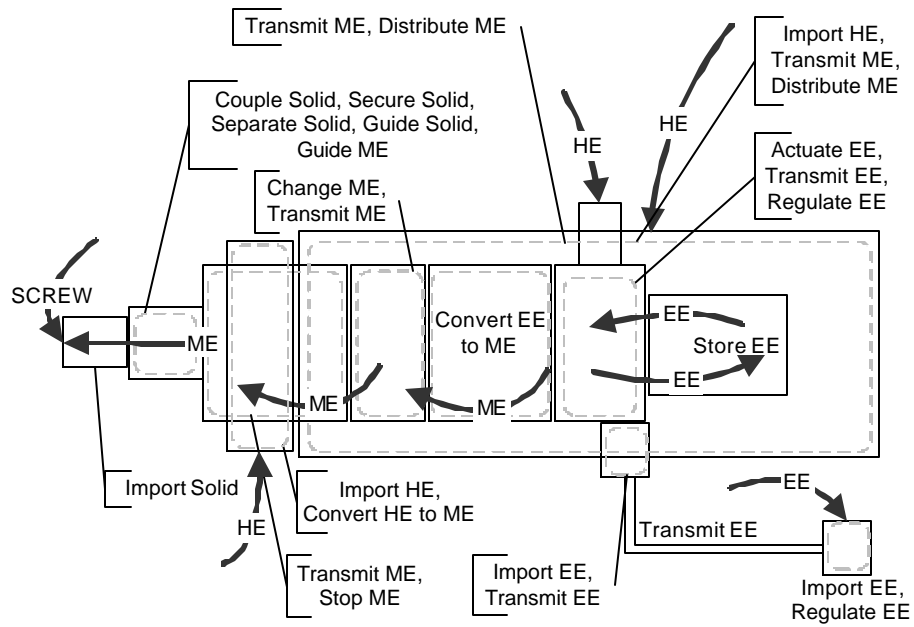 Transmit ME, Distribute ME
Import HE,
Transmit ME,
Distribute ME
Couple Solid, Secure Solid,
Separate Solid, Guide Solid,
Guide ME
HE
HE
Actuate EE,
Transmit EE,
Regulate EE
Change ME,
Transmit ME
SCREW
ME
Convert EE
to ME
EE
Store EE
EE
ME
ME
Import Solid
Import HE,
Convert HE to ME
HE
EE
Transmit EE
Transmit ME,
Stop ME
Import EE,
Transmit EE
Import EE,
Regulate EE